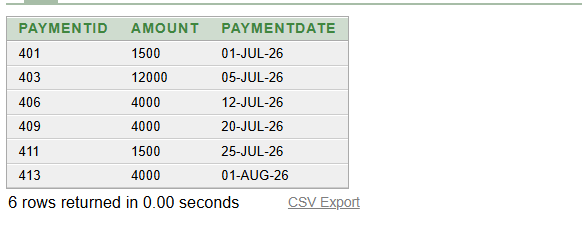 PAYMENTID AMOUNT PAYMENTDATE
401 1500 01-JUL-26
403 12000 05-JUL-26
406 4000 12-JUL-26
409 4000 20-JUL-26
411 1500 25-JUL-26
413 4000 01-AUG-26
6 rows returned in 0.00 seconds CSV Export